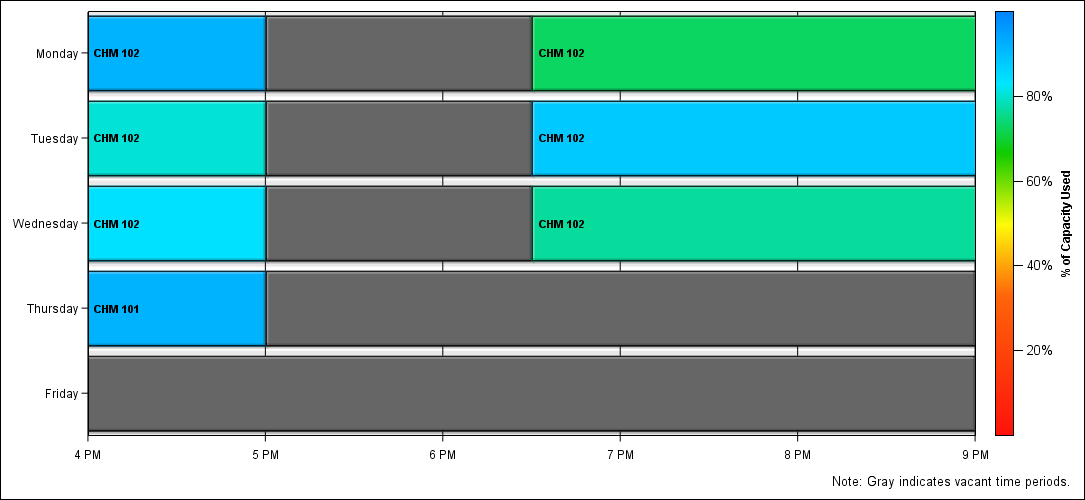 Monday
CHM 102
CHM 102
Tuesday
CHM 102
CHM 102
Wednesday
CHM 102
CHM 102
Thursday
CHM 101
Friday
4 PM
5 PM
6 PM
7 PM
8 PM
9 PM
80%
60%
40%
20%
% of Capacity Used
Note: Gray indicates vacant time periods.